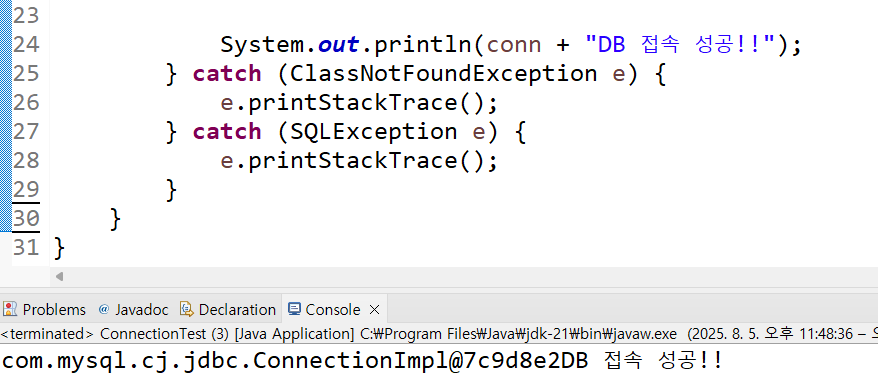 23
24 System.out.println(conn + "DB 접속 성공!!");
25 } catch (ClassNotFoundException e) {
26 e.printStackTrace();
27 } catch (SQLException e) {
28 e.printStackTrace();
29 }
30 }
31 }
Problems @ Javadoc Declaration Console
<terminated> ConnectionTest (3) [Java Application] C:₩Program Files₩Java₩jdk-21₩bin₩javaw.exe (2025. 8. 5. 오후 11:48:36 –
com.mysql.cj.jdbc.ConnectionImpl@7c9d8e2DB 접속 성공!!